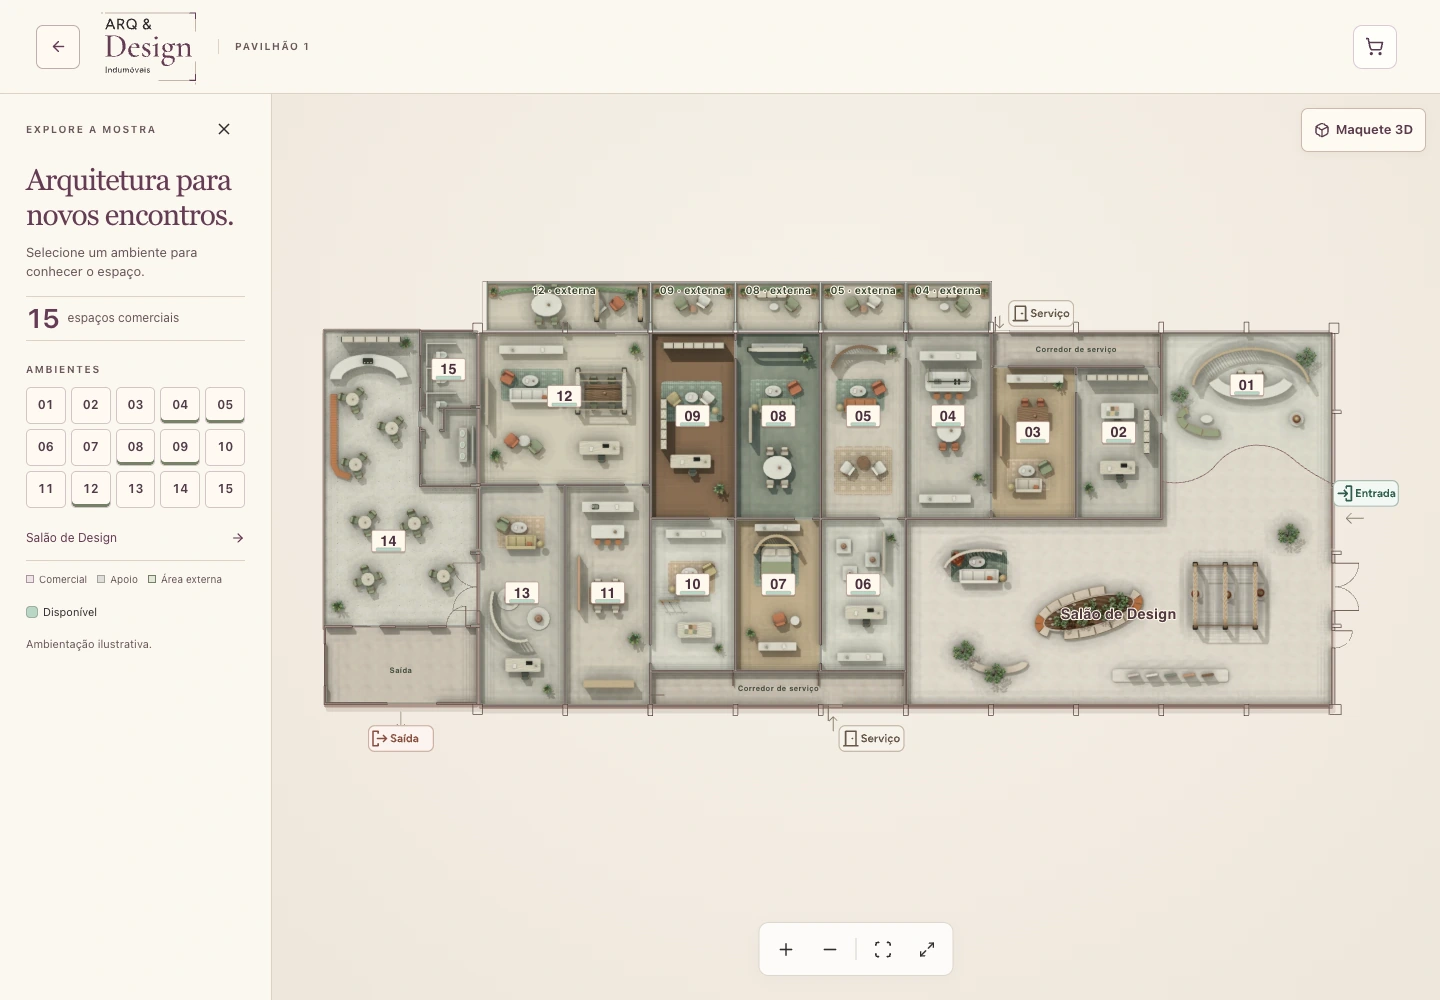 ARQ &
Design
Indumóveis
PAVILHÃO 1
EXPLORE A MOSTRA
Maquete 3D
Arquitetura para
novos encontros.
Selecione um ambiente para
conhecer o espaço.
15 espaços comerciais
AMBIENTES
01 02 03 04 05
06 07 08 09 10
11 12 13 14 15
Salão de Design
Comercial Apoio Área externa
Disponível
Ambientação ilustrativa.
12 · externa 09 · externa 08 · externa 05 · externa 04 · externa
Serviço
Corredor de serviço
15
12
01
09 08 05 04
03 02
Entrada
14
13 11 10 07 06
Salão de Design
Saída
Corredor de serviço
Saída
Serviço